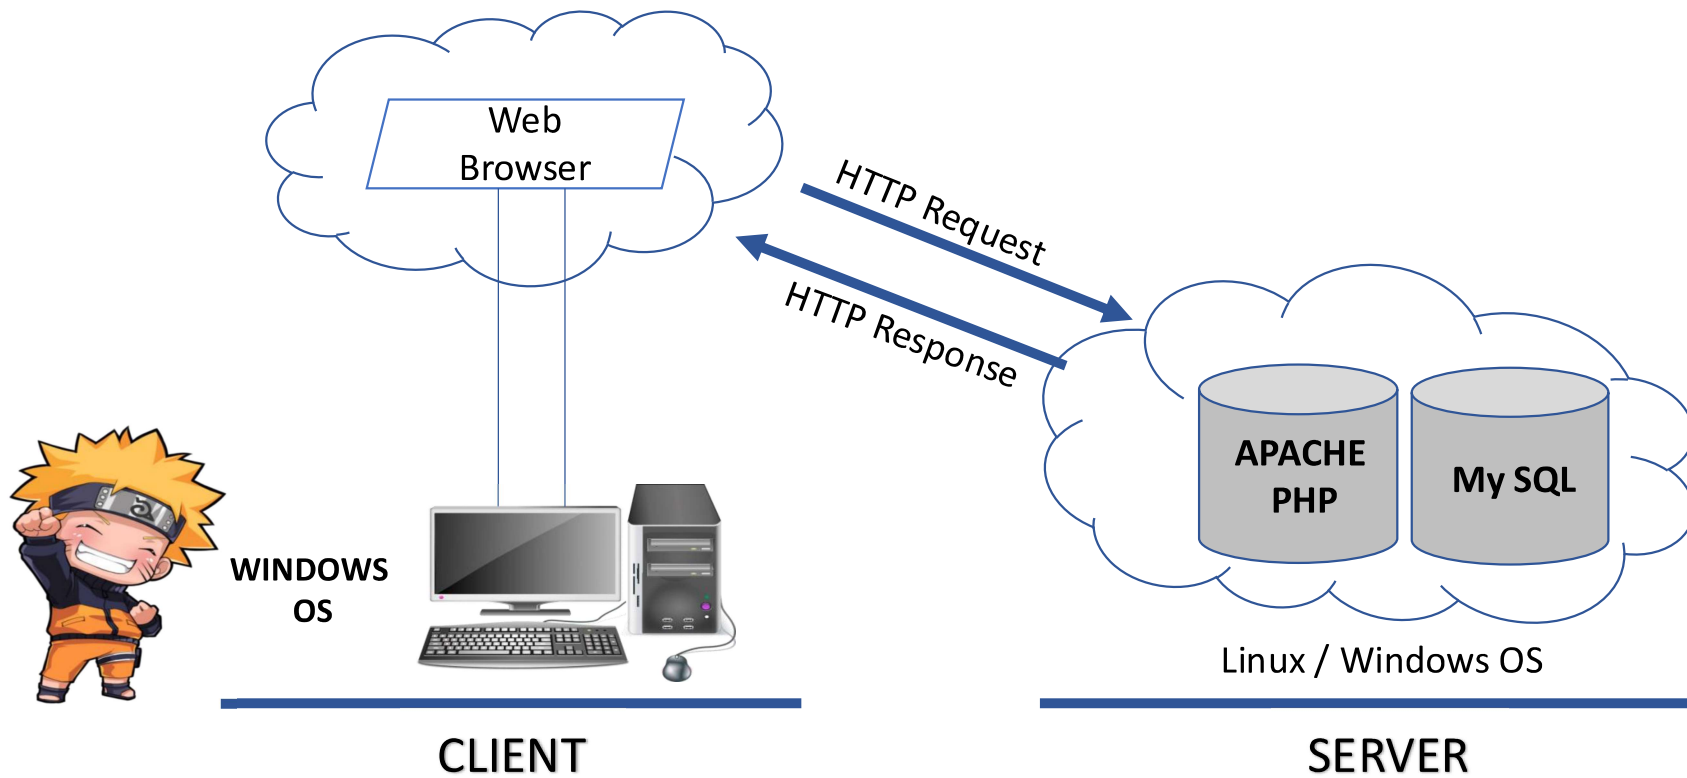 Web
Browser
HTTP Request
HTTP Response
APACHE
PHP
My SQL
WINDOWS
OS
Linux / Windows OS
CLIENT
SERVER